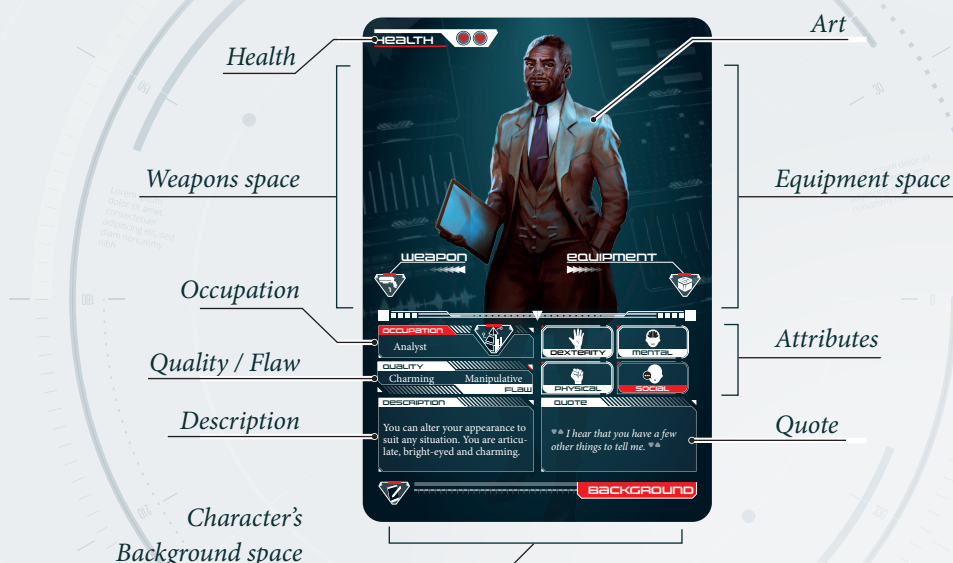 Art
HEALTH
Health
Weapons space
Equipment space
WEAPON
EQUIPMENT
Occupation
OCCUPATION
Analyst
DEXTERITY
MENTAL
Attributes
Quality / Flaw
QUALITY
Charming Manipulative
FLAW
PHYSICAL
SOCIAL
Description
DESCRIPTION
You can alter your appearance to
suit any situation. You are articu-
late, bright-eyed and charming.
QUOTE
I hear that you have a few
other things to tell me.
Quote
BACKGROUND
Character's
Background space